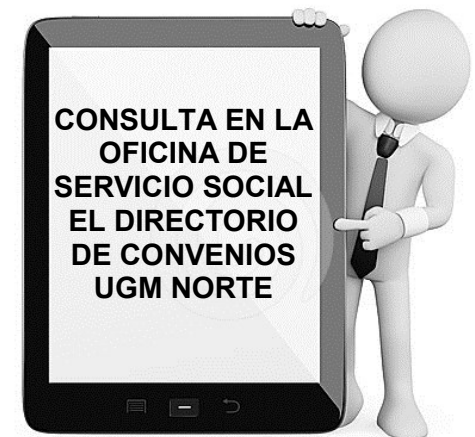 CONSULTA EN LA
OFICINA DE
SERVICIO SOCIAL
EL DIRECTORIO
DE CONVENIOS
UGM NORTE